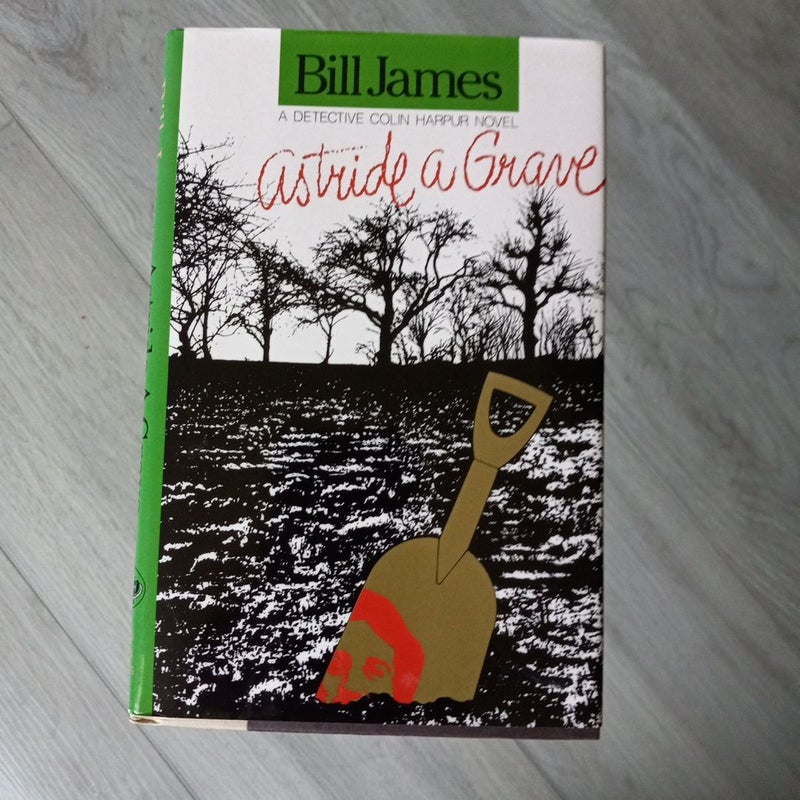 Bill James
A DETECTIVE COLIN HARPUR NOVEL
Astride a Grave